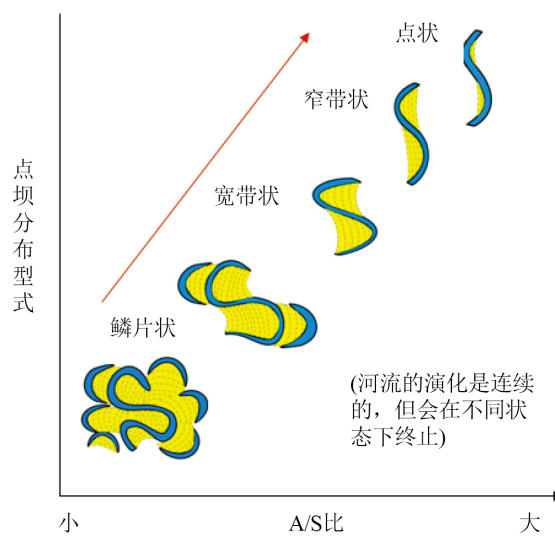 点状
窄带状
宽带状
鳞片状
点坝分布型式
(河流的演化是连续
的，但会在不同状
态下终止)
小
A/S比
大